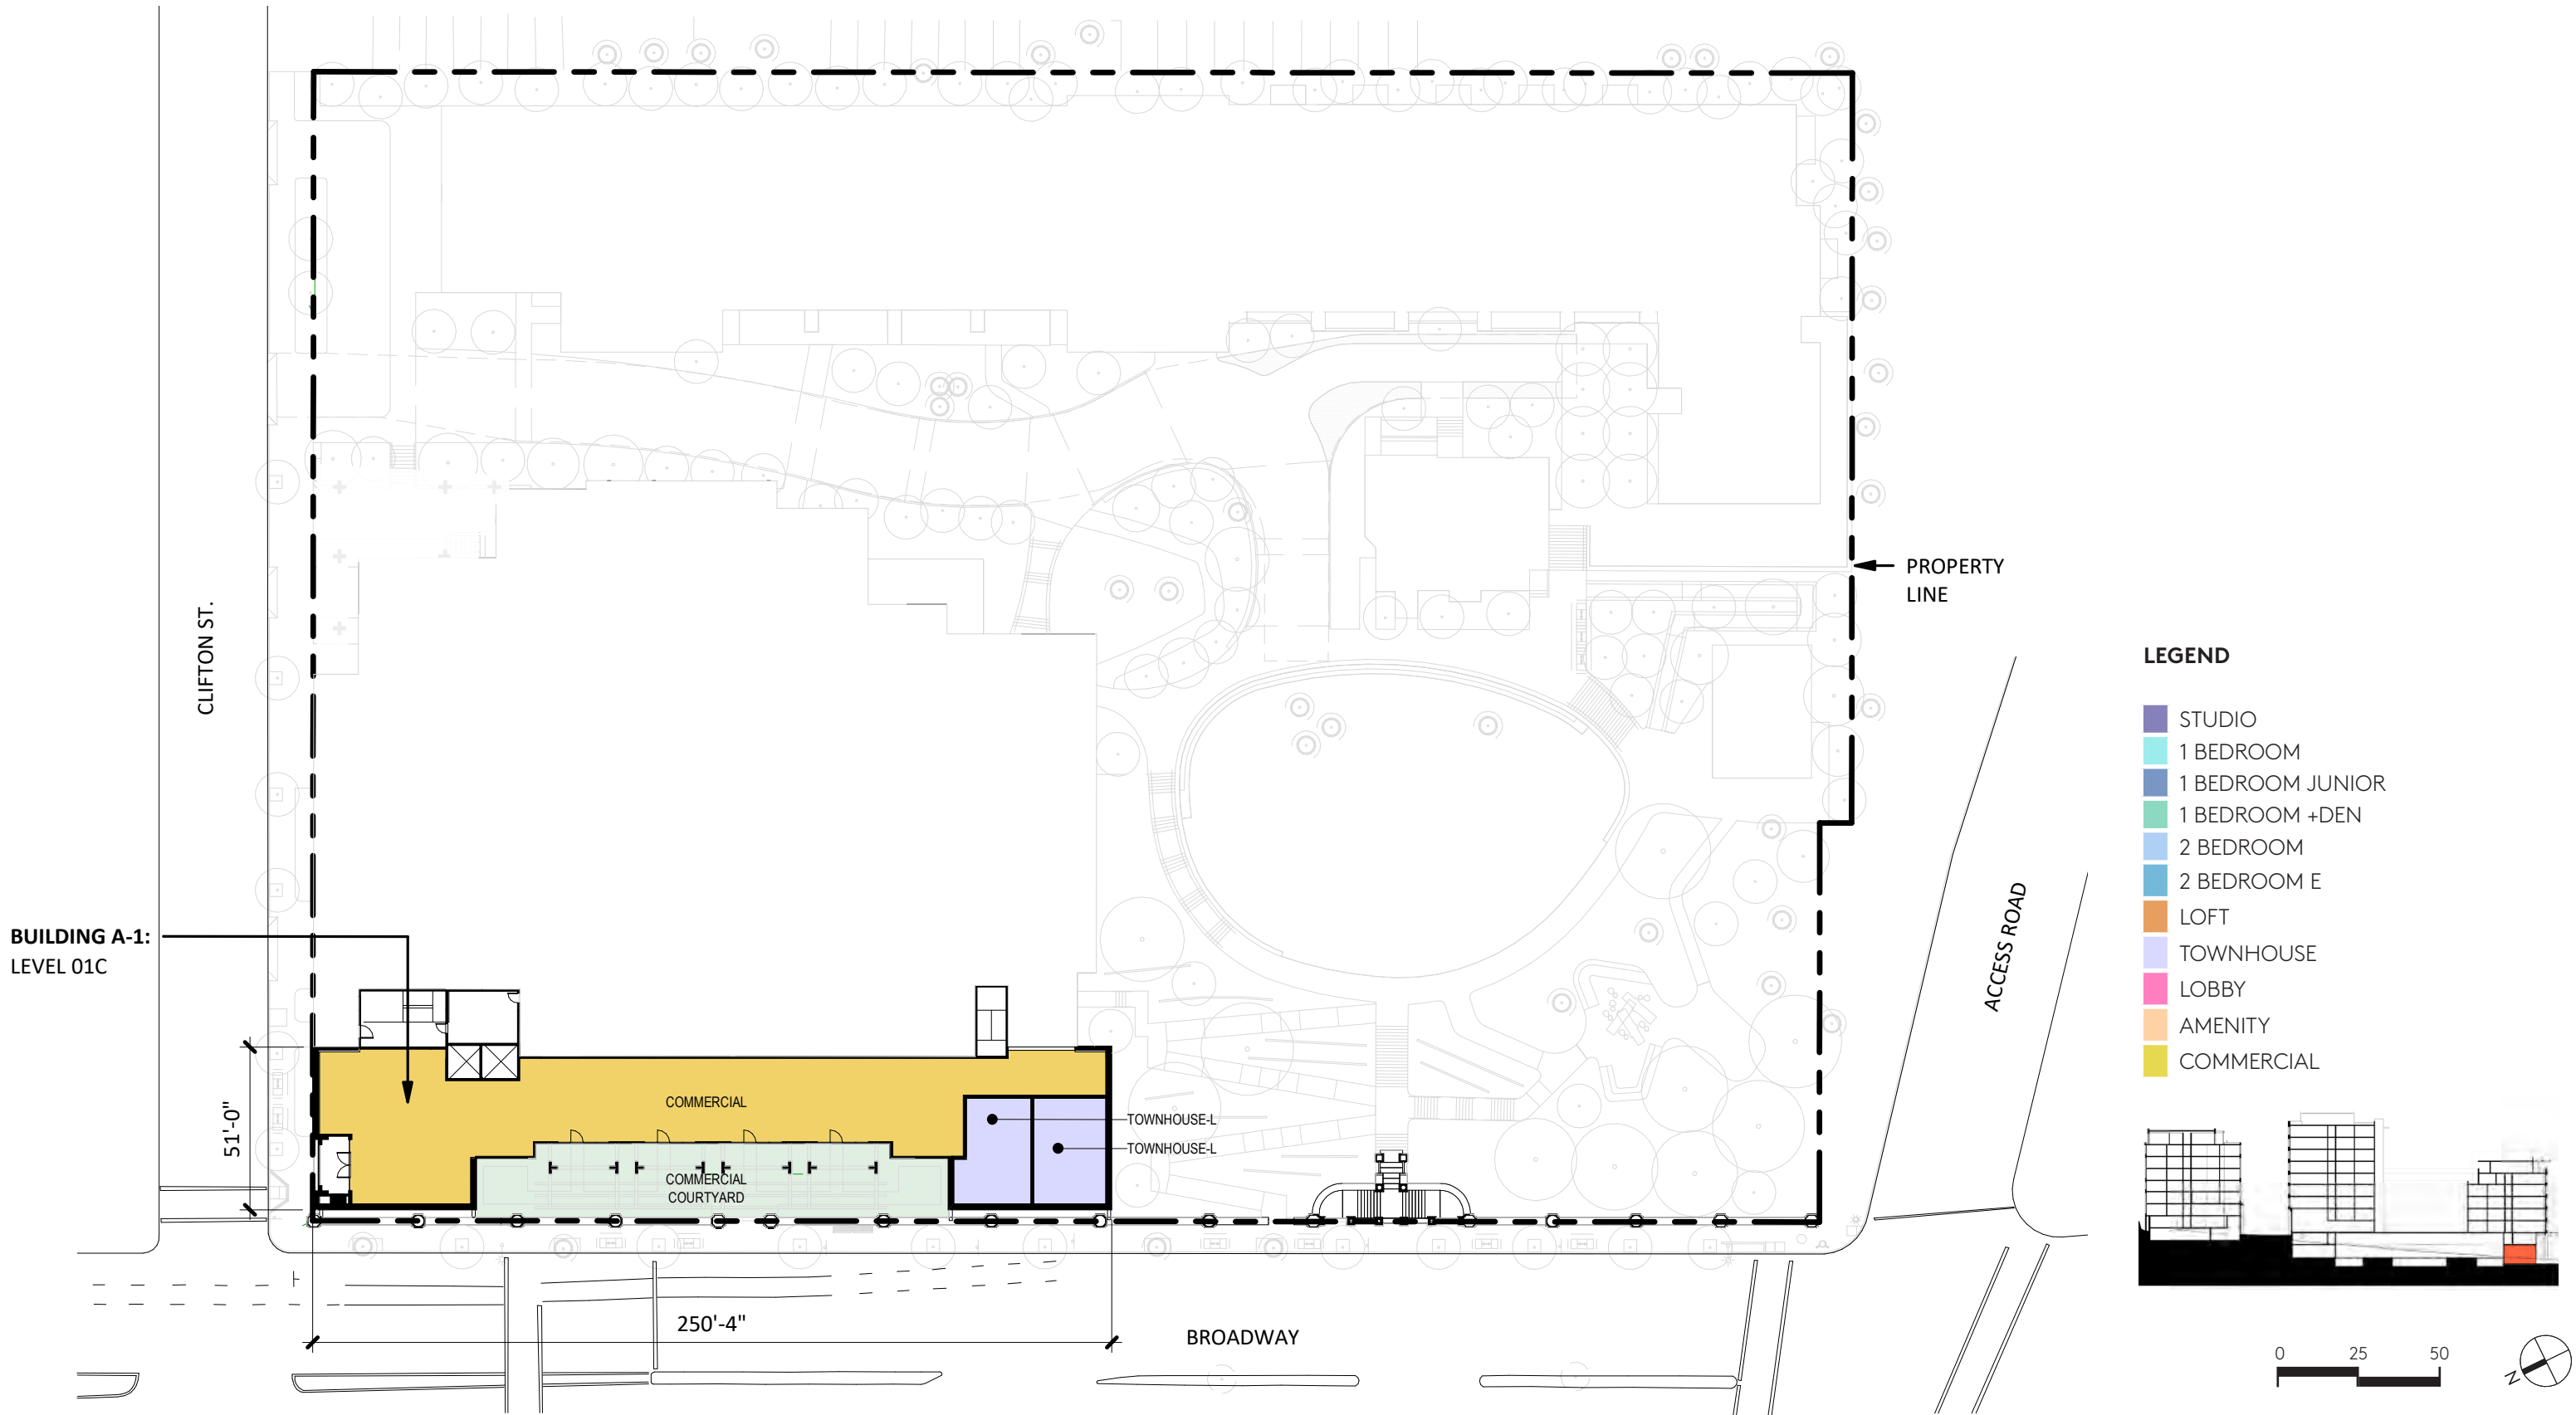 CLIFTON ST.
PROPERTY
LINE
BUILDING A-1:
LEVEL 01C
51'-0"
COMMERCIAL
TOWNHOUSE-L
TOWNHOUSE-L
COMMERCIAL
COURTYARD
250'-4"
BROADWAY
ACCESS ROAD
LEGEND
STUDIO
1 BEDROOM
1 BEDROOM JUNIOR
1 BEDROOM +DEN
2 BEDROOM
2 BEDROOM E
LOFT
TOWNHOUSE
LOBBY
AMENITY
COMMERCIAL
0 25 50
N